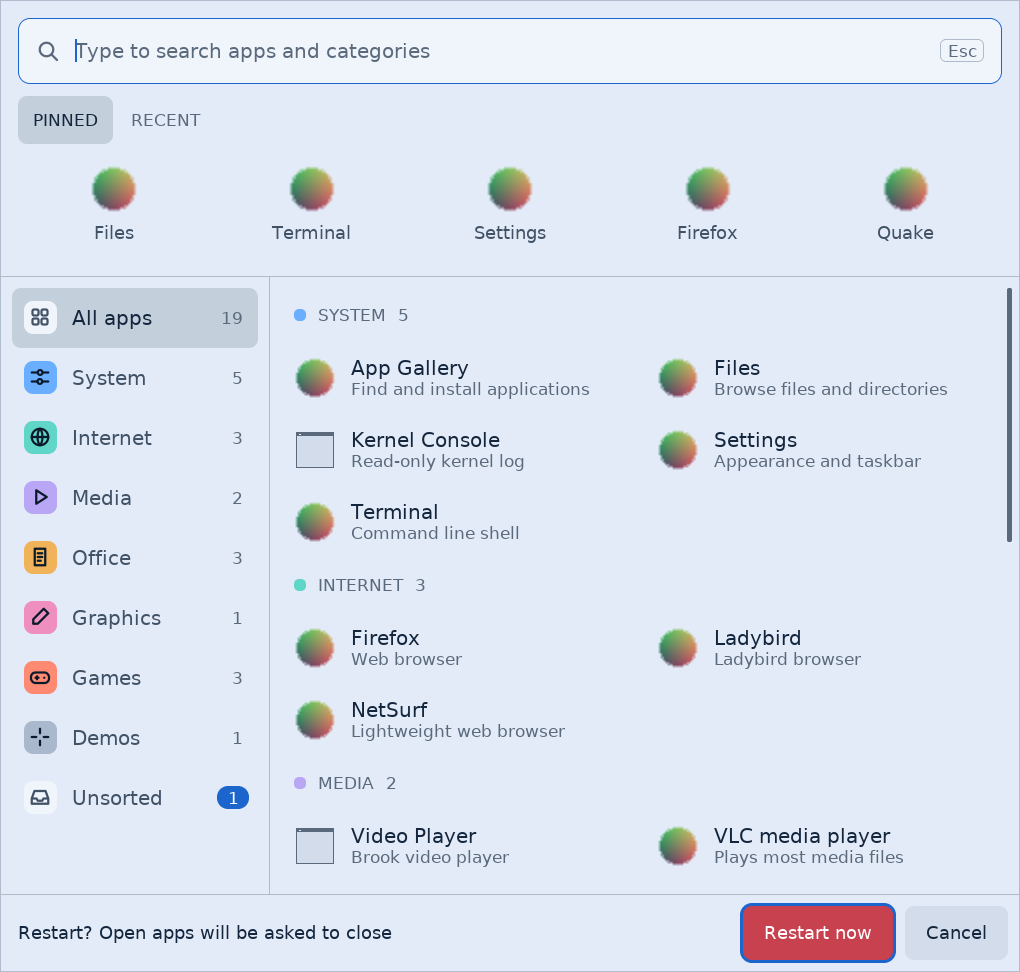 Type to search apps and categories Esc
PINNED RECENT
Files Terminal Settings Firefox Quake
All apps 19
System 5
Internet 3
Media 2
Office 3
Graphics 1
Games 3
Demos 1
Unsorted 1
SYSTEM 5
App Gallery
Find and install applications
Files
Browse files and directories
Kernel Console
Read-only kernel log
Settings
Appearance and taskbar
Terminal
Command line shell
INTERNET 3
Firefox
Web browser
Ladybird
Ladybird browser
NetSurf
Lightweight web browser
MEDIA 2
Video Player
Brook video player
VLC media player
Plays most media files
Restart? Open apps will be asked to close Restart now Cancel